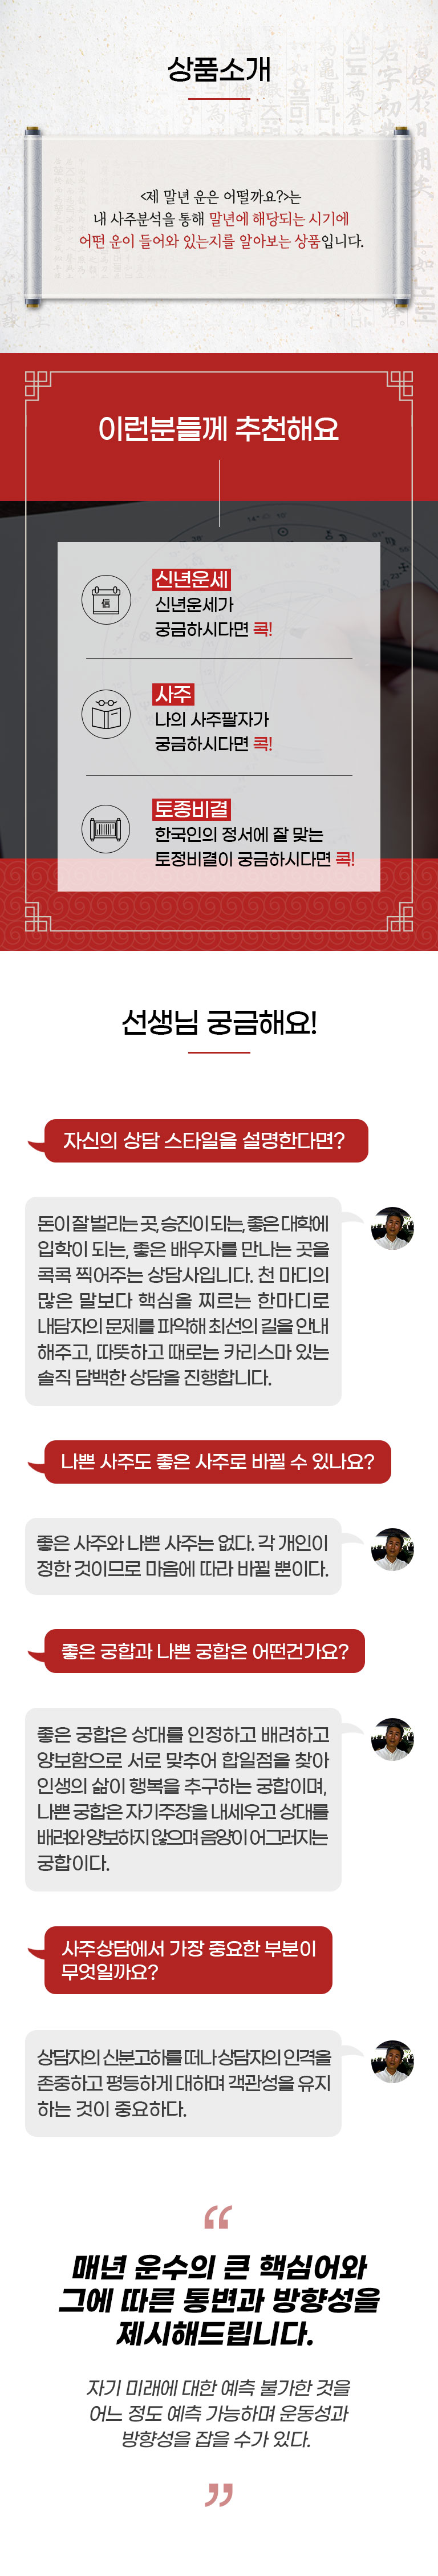 상품소개
<제 말년 운은 어떨까요?>는
내 사주분석을 통해 말년에 해당되는 시기에
어떤 운이 들어와 있는지를 알아보는 상품입니다.
이런분들께 추천해요
신년운세
신년운세가
궁금하시다면 콕!
사주
나의 사주팔자가
궁금하시다면 콕!
토종비결
한국인의 정서에 잘 맞는
토정비결이 궁금하시다면 콕!
선생님 궁금해요!
자신의 상담 스타일을 설명한다면?
돈이 잘 벌리는 곳, 승진이 되는, 좋은 대학에
입학이 되는, 좋은 배우자를 만나는 곳을
콕콕 찍어주는 상담사입니다. 천 마디의
많은 말보다 핵심을 찌르는 한마디로
내담자의 문제를 파악해 최선의 길을 안내
해주고, 따뜻하고 때로는 카리스마 있는
솔직 담백한 상담을 진행합니다.
나쁜 사주도 좋은 사주로 바뀔 수 있나요?
좋은 사주와 나쁜 사주는 없다. 각 개인이
정한 것이므로 마음에 따라 바뀔 뿐이다.
좋은 궁합과 나쁜 궁합은 어떤건가요?
좋은 궁합은 상대를 인정하고 배려하고
양보함으로 서로 맞추어 합일점을 찾아
인생의 삶이 행복을 추구하는 궁합이며,
나쁜 궁합은 자기주장을 내세우고 상대를
배려와 양보하지 않으며 음양이 어그러지는
궁합이다.
사주상담에서 가장 중요한 부분이
무엇일까요?
상담자의 신분고하를 떠나 상담자의 인격을
존중하고 평등하게 대하며 객관성을 유지
하는 것이 중요하다.
“
매년 운수의 큰 핵심어와
그에 따른 통변과 방향성을
제시해드립니다.
자기 미래에 대한 예측 불가한 것을
어느 정도 예측 가능하며 운동성과
방향성을 잡을 수가 있다.
”